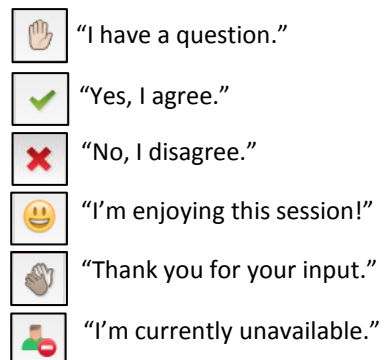 “I have a question.”
“Yes, I agree.”
“No, I disagree.”
“I’m enjoying this session!”
“Thank you for your input.”
“I’m currently unavailable.”